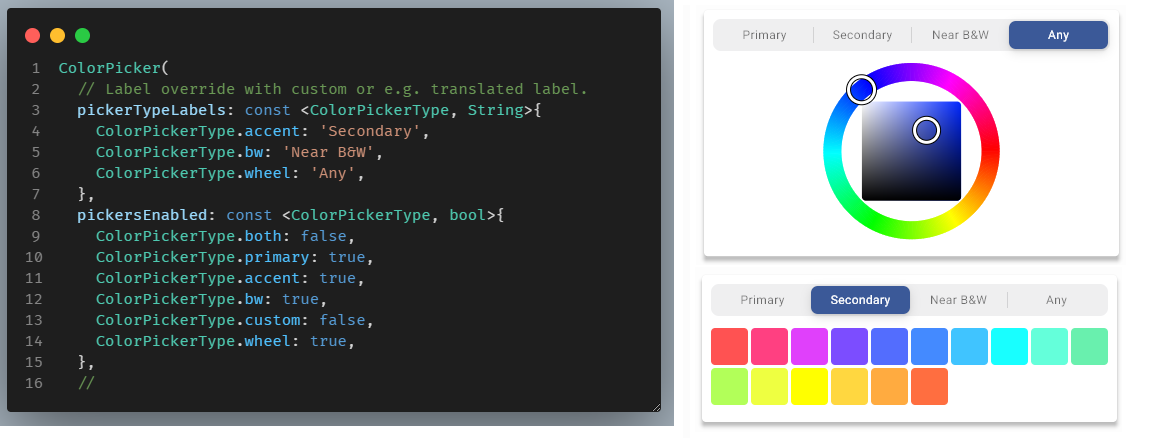 1 ColorPicker(
2 // Label override with custom or e.g. translated label.
3 pickerTypeLabels: const <ColorPickerType, String>{
4 ColorPickerType.accent: 'Secondary',
5 ColorPickerType.bw: 'Near B&W',
6 ColorPickerType.wheel: 'Any',
7 },
8 pickersEnabled: const <ColorPickerType, bool>{
9 ColorPickerType.both: false,
10 ColorPickerType.primary: true,
11 ColorPickerType.accent: true,
12 ColorPickerType.bw: true,
13 ColorPickerType.custom: false,
14 ColorPickerType.wheel: true,
15 },
16 //
Primary Secondary Near B&W Any
Primary Secondary Near B&W Any